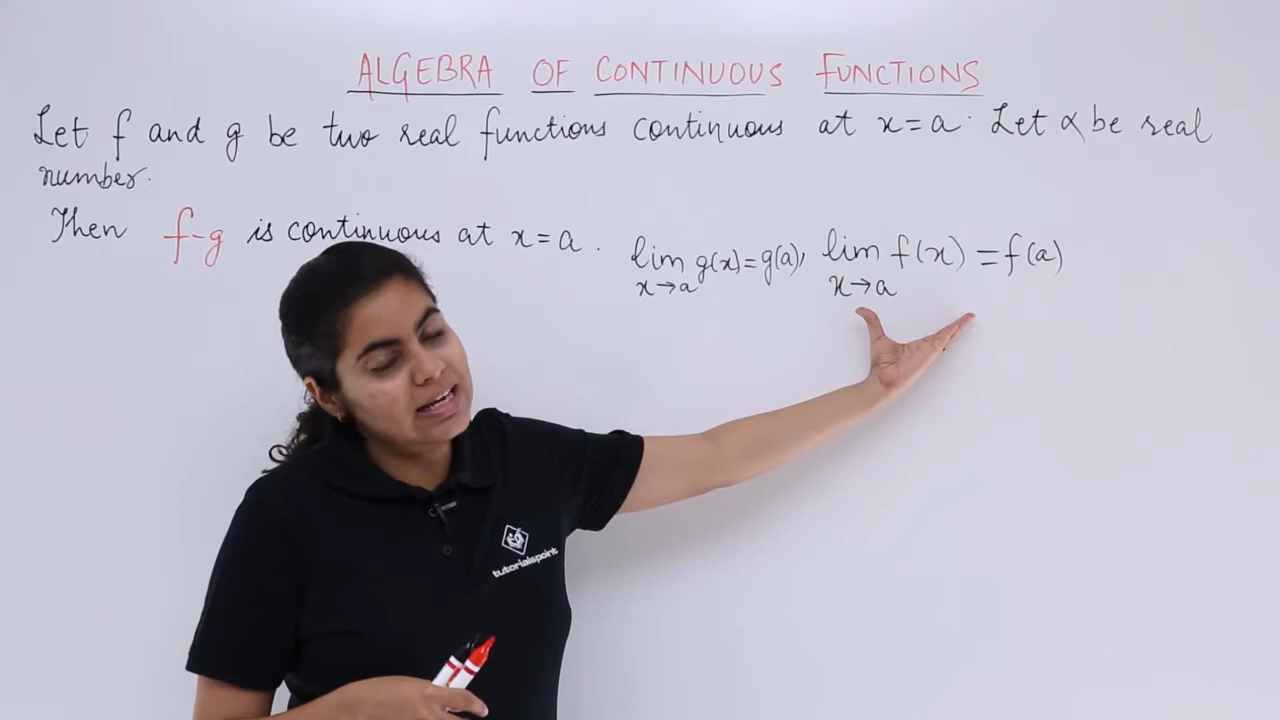 ALGEBRA OF CONTINUOUS FUNCTIONS
Let f and g be two real functions continuous at x=a. Let α be real
number.
Then f-g is continuous at x=a.
lim g(x)=g(a), lim f(x) = f(a)
x→a x→a
tutorialspoint